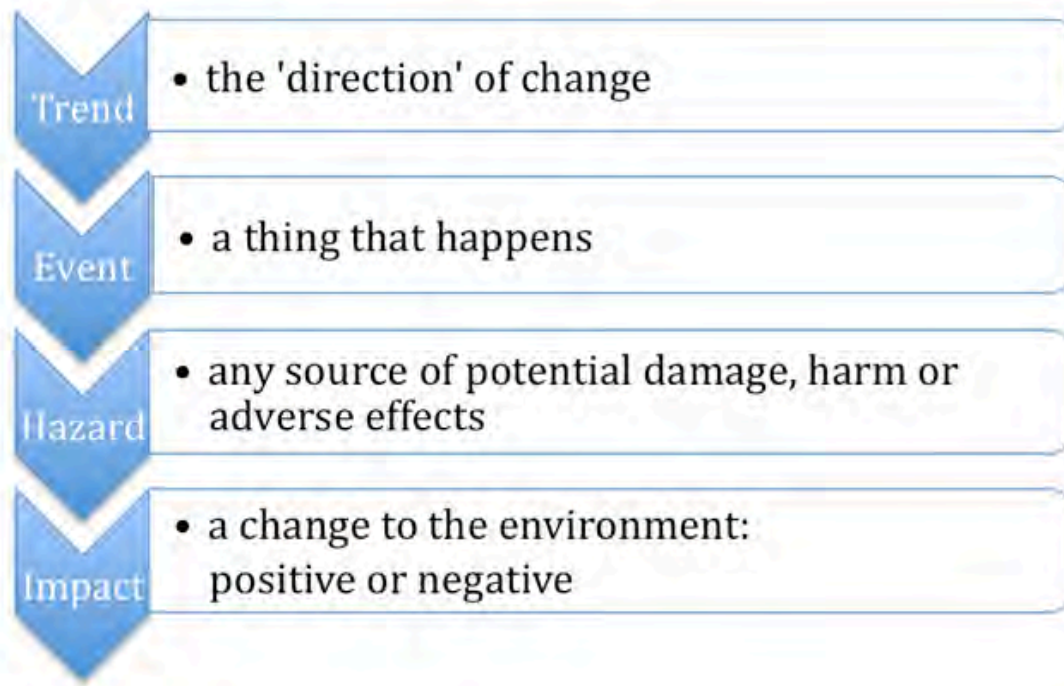 Trend
• the 'direction' of change
Event
• a thing that happens
Hazard
• any source of potential damage, harm or
adverse effects
Impact
• a change to the environment:
positive or negative